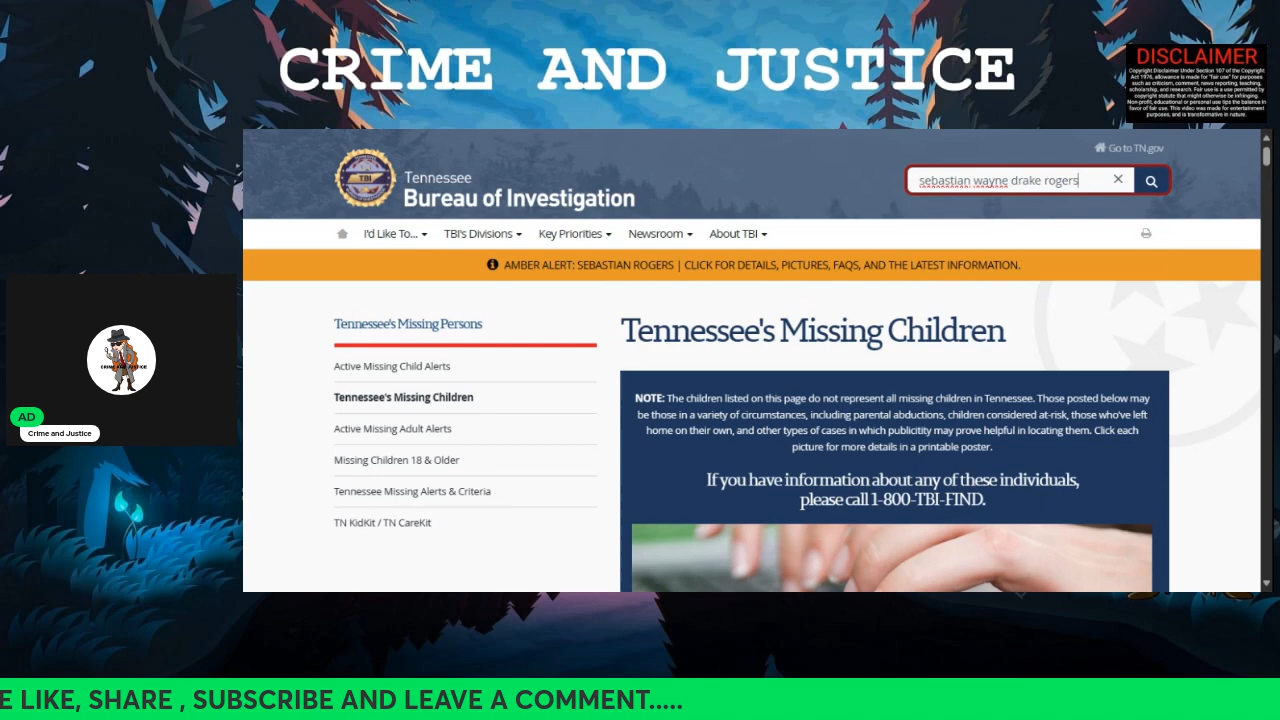 CRIME AND JUSTICE
DISCLAIMER
Copyright Disclaimer Under Section 107 of the Copyright
Act 1976, allowance is made for "fair use" for purposes
such as criticism, comment, news reporting, teaching,
scholarship, and research. Fair use is a use permitted by
copyright statute that might otherwise be infringing.
Non-profit, educational or personal use tips the balance in
favor of fair use. This video was made for entertainment
purposes, and is transformative in nature.
Go to TN.gov
TBI
Tennessee
Bureau of Investigation
sebastian wayne drake rogers
I'd Like To...
TBI's Divisions
Key Priorities
Newsroom
About TBI
AMBER ALERT: SEBASTIAN ROGERS | CLICK FOR DETAILS, PICTURES, FAQS, AND THE LATEST INFORMATION.
Tennessee's Missing Persons
Active Missing Child Alerts
Tennessee's Missing Children
Active Missing Adult Alerts
Missing Children 18 & Older
Tennessee Missing Alerts & Criteria
TN KidKit / TN CareKit
Tennessee's Missing Children
NOTE: The children listed on this page do not represent all missing children in Tennessee. Those posted below may
be those in a variety of circumstances, including parental abductions, children considered at-risk, those who've left
home on their own, and other types of cases in which publicitity may prove helpful in locating them. Click each
picture for more details in a printable poster.
If you have information about any of these individuals,
please call 1-800-TBI-FIND.
CRIME AND JUSTICE
AD
Crime and Justice
E LIKE, SHARE , SUBSCRIBE AND LEAVE A COMMENT.....